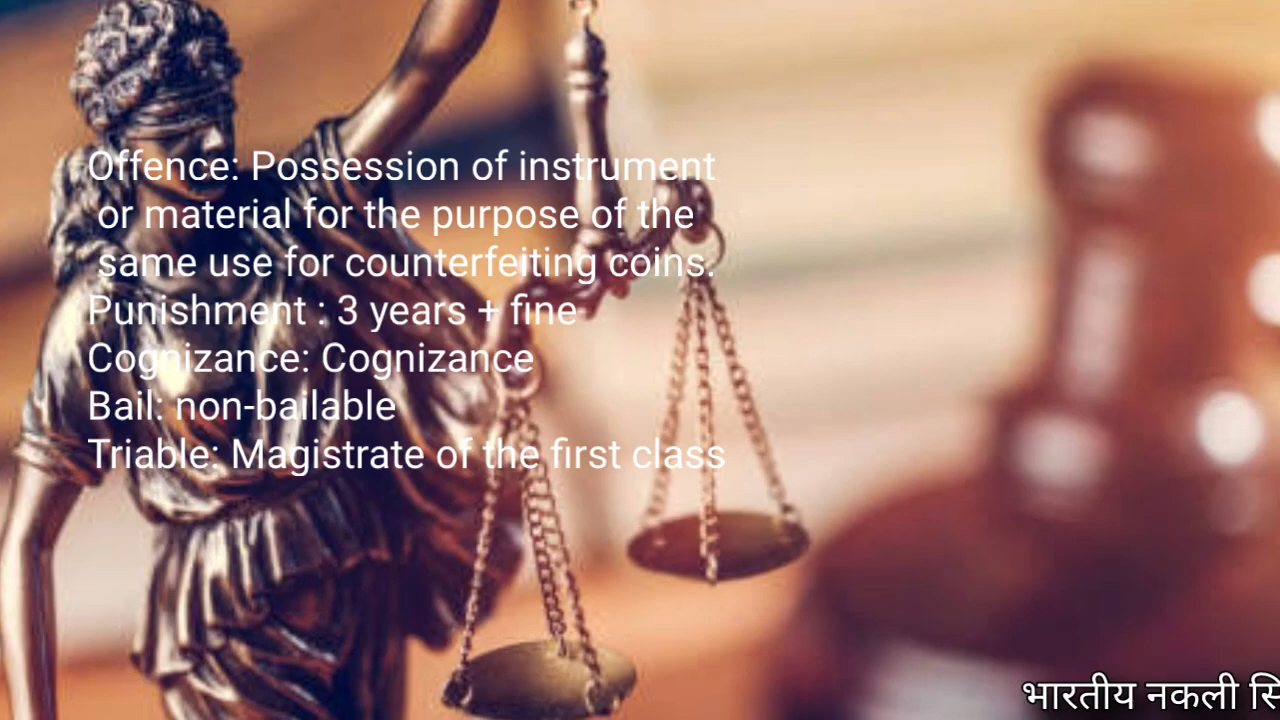 Offence: Possession of instrument
or material for the purpose of the
same use for counterfeiting coins.
Punishment : 3 years + fine
Cognizance: Cognizance
Bail: non-bailable
Triable: Magistrate of the first class
भारतीय नकली